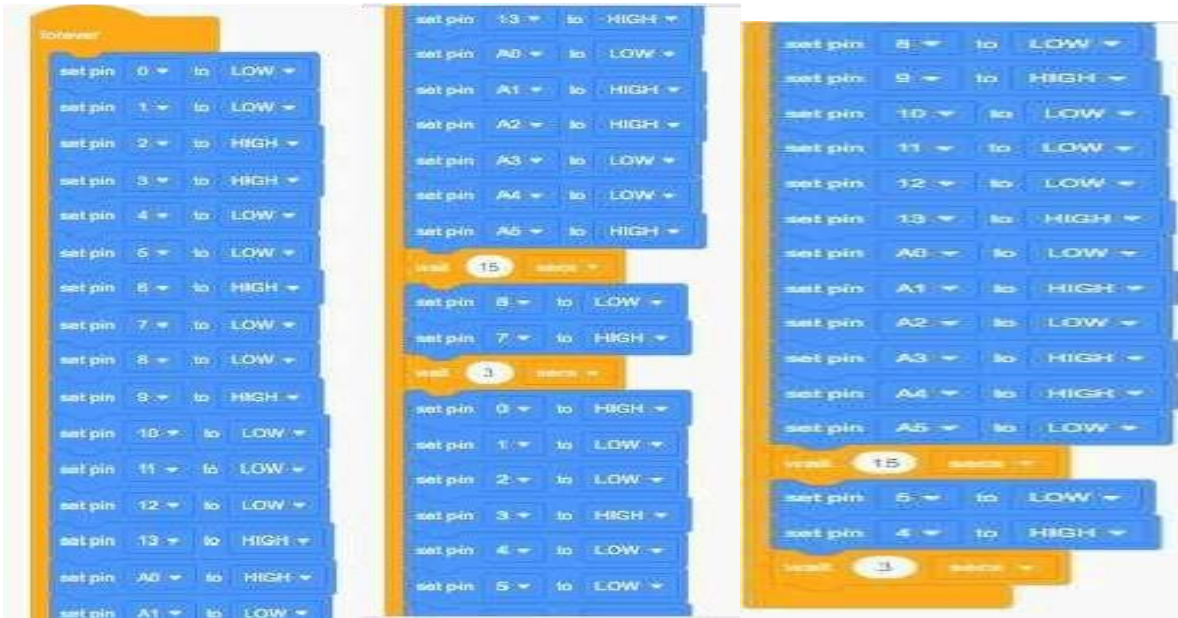 forever
set pin 0 to LOW
set pin 1 to LOW
set pin 2 to HIGH
set pin 3 to HIGH
set pin 4 to LOW
set pin 5 to LOW
set pin 6 to HIGH
set pin 7 to LOW
set pin 8 to LOW
set pin 9 to HIGH
set pin 10 to LOW
set pin 11 to LOW
set pin 12 to LOW
set pin 13 to HIGH
set pin A0 to HIGH
set pin A1 to LOW
set pin 13 to HIGH
set pin A0 to LOW
set pin A1 to HIGH
set pin A2 to HIGH
set pin A3 to LOW
set pin A4 to LOW
set pin A5 to HIGH
wait 15 secs
set pin to LOW
set pin 7 to HIGH
wait 3 secs
set pin 0 to HIGH
set pin 1 to LOW
set pin 2 to LOW
set pin 3 to HIGH
set pin 4 to LOW
set pin 5 to LOW
set pin 8 to LOW
set pin 9 to HIGH
set pin 10 to LOW
set pin 11 to LOW
set pin 12 to LOW
set pin 13 to HIGH
set pin A0 to LOW
set pin A1 to HIGH
set pin A2 to LOW
set pin A3 to HIGH
set pin A4 to HIGH
set pin A5 to LOW
wait 15 secs
set pin 5 to LOW
set pin 4 to HIGH
wait 3 secs